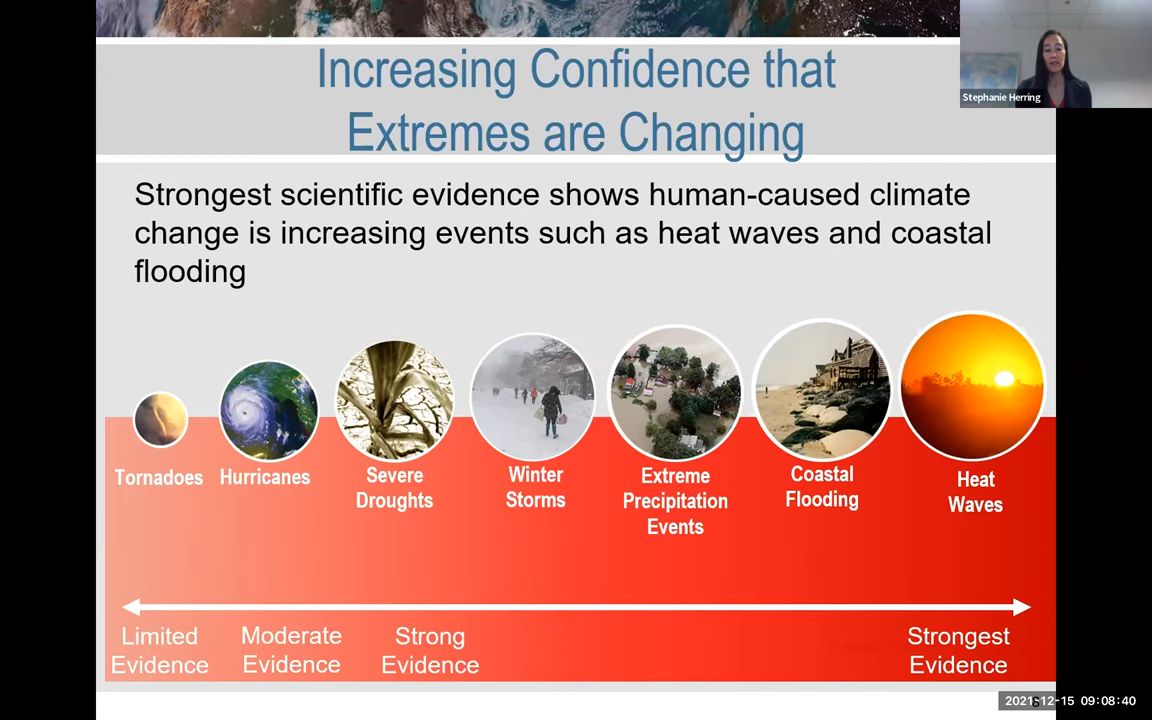 Increasing Confidence that
Extremes are Changing
Stephanie Herring
Strongest scientific evidence shows human-caused climate
change is increasing events such as heat waves and coastal
flooding
Tornadoes
Hurricanes
Severe
Droughts
Winter
Storms
Extreme
Precipitation
Events
Coastal
Flooding
Heat
Waves
Limited
Evidence
Moderate
Evidence
Strong
Evidence
Strongest
Evidence
2021-12-15 09:08:40